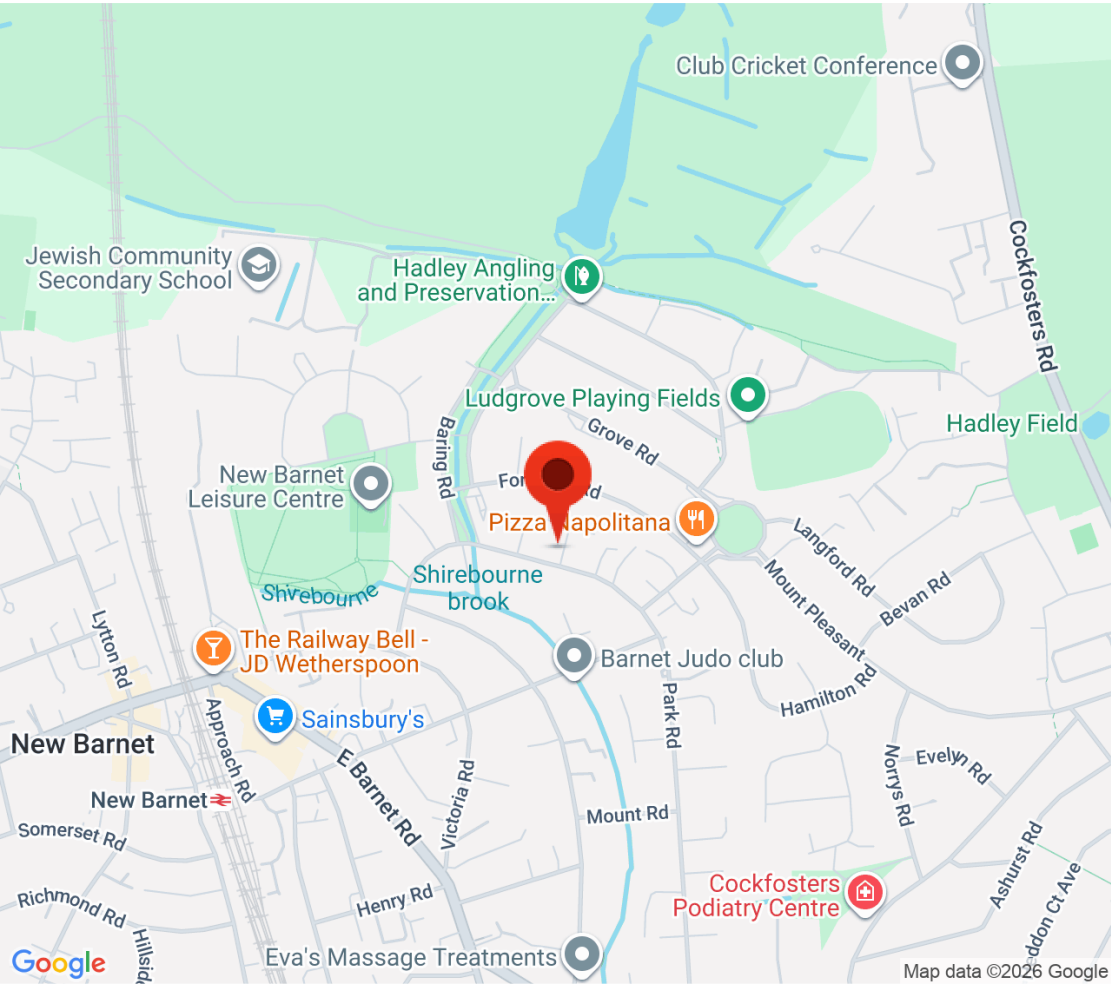 Club Cricket Conference
Cockfosters Rd
Jewish Community
Secondary School
Hadley Angling
and Preservation...
Ludgrove Playing Fields
Hadley Field
Grove Rd
Baring Rd
New Barnet
Leisure Centre
Rd
Pizza Napolitana
Langford Rd
Shirebourne
brook
Shirebourne
Mount Pleasant
Bevan Rd
Lytton Rd
The Railway Bell -
JD Wetherspoon
Barnet Judo club
Hamilton Rd
Park Rd
Approach Rd
Sainsbury's
New Barnet
E Barnet Rd
Evelyn Rd
Norrys Rd
Victoria Rd
New Barnet
Mount Rd
Somerset Rd
Ashurst Rd
Richmond Rd
Henry Rd
Cockfosters
Podiatry Centre
Ct Ave
Eva's Massage Treatments
Google
Map data ©2026 Google